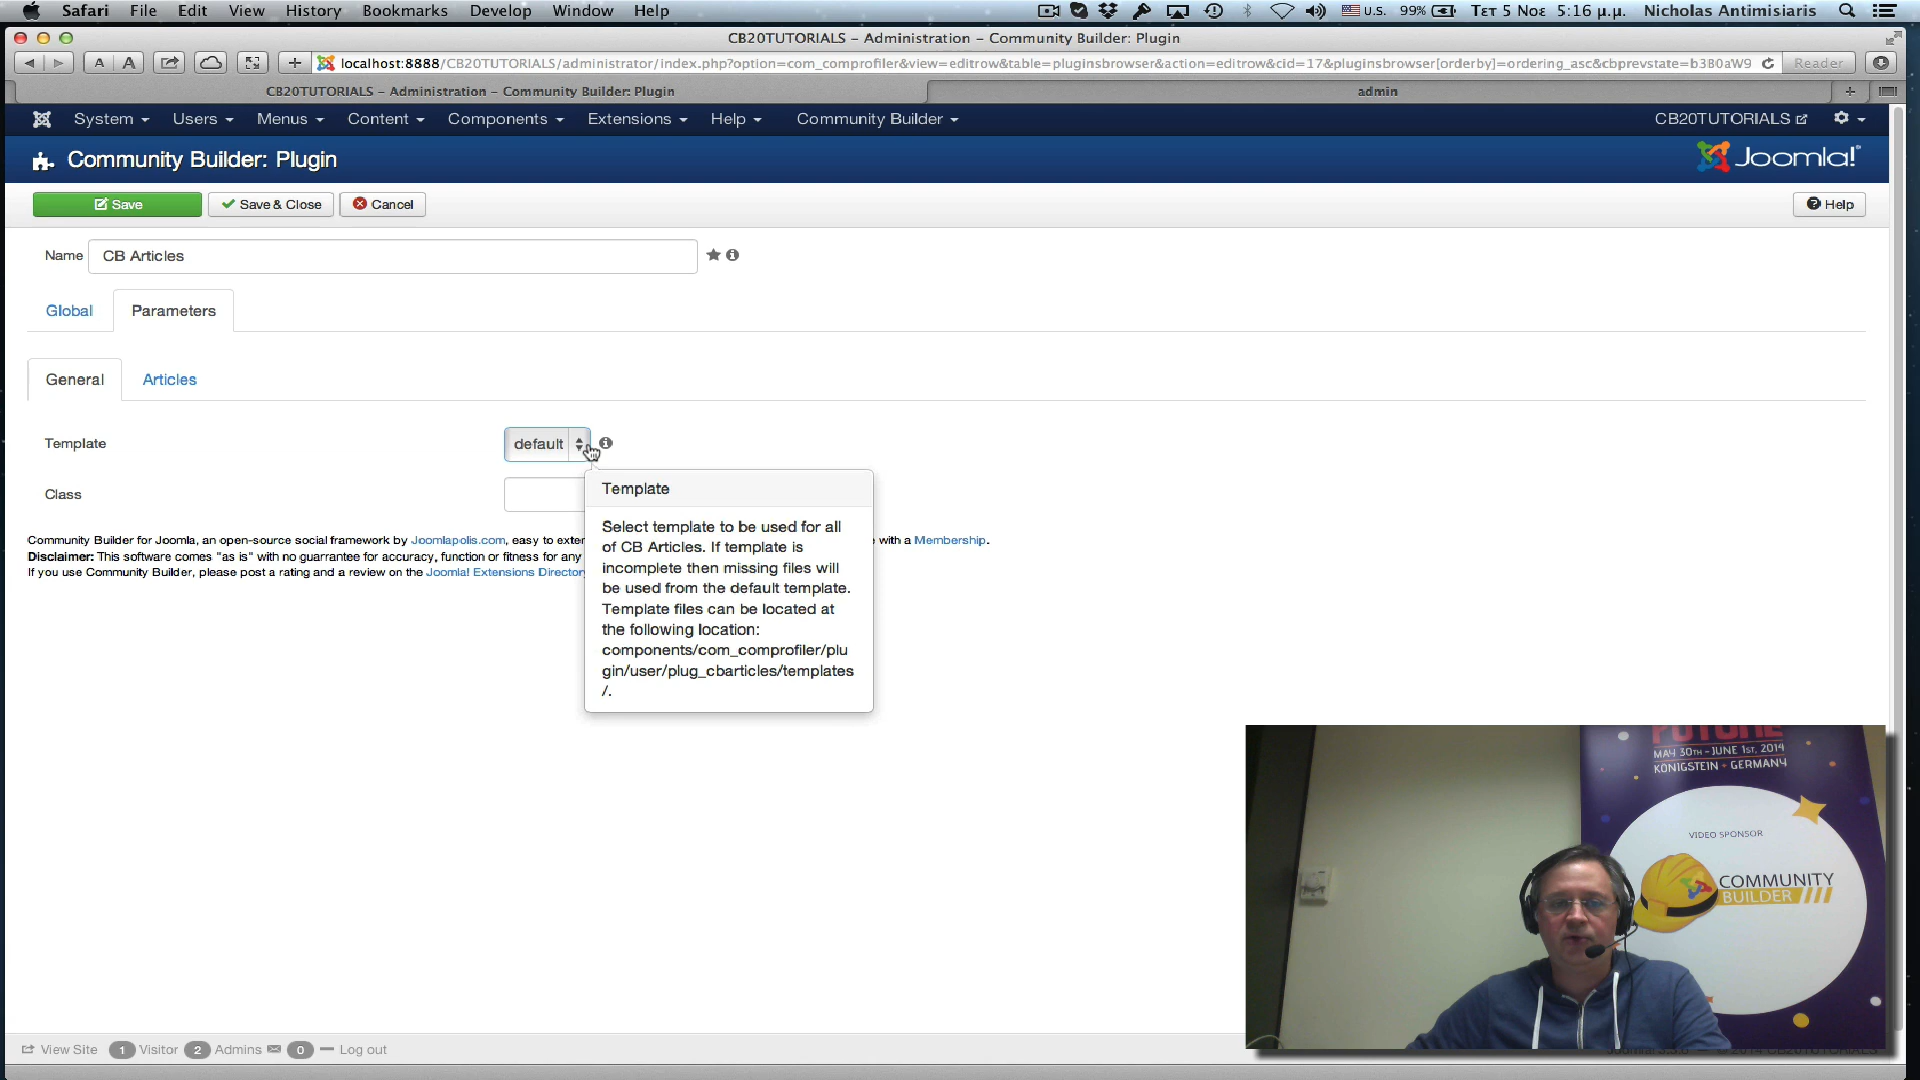 Safari File Edit View History Bookmarks Develop Window Help U.S. 99% Τετ 5 Νοε 5:16 μ.μ. Nicholas Antimisiaris
CB20TUTORIALS – Administration – Community Builder: Plugin
A A + localhost:8888/CB20TUTORIALS/administrator/index.php?option=com_comprofiler&view=editrow&table=pluginsbrowser&action=editrow&cid=17&pluginsbrowser[orderby]=ordering_asc&cbprevstate=b3B0aW9 Reader
CB20TUTORIALS – Administration – Community Builder: Plugin admin +
System Users Menus Content Components Extensions Help Community Builder CB20TUTORIALS
Community Builder: Plugin Joomla!
Save Save & Close Cancel Help
Name CB Articles
Global Parameters
General Articles
Template default
Class
Template
Select template to be used for all
of CB Articles. If template is
incomplete then missing files will
be used from the default template.
Template files can be located at
the following location:
components/com_comprofiler/plu
gin/user/plug_cbarticles/templates
/.
Community Builder for Joomla, an open-source social framework by Joomlapolis.com, easy to exten with a Membership.
Disclaimer: This software comes "as is" with no guarrantee for accuracy, function or fitness for any
If you use Community Builder, please post a rating and a review on the Joomla! Extensions Directory
FUTURE
MAY 30TH - JUNE 1ST, 2014
KÖNIGSTEIN • GERMANY
VIDEO SPONSOR
COMMUNITY
BUILDER
View Site 1 Visitor 2 Admins 0 Log out